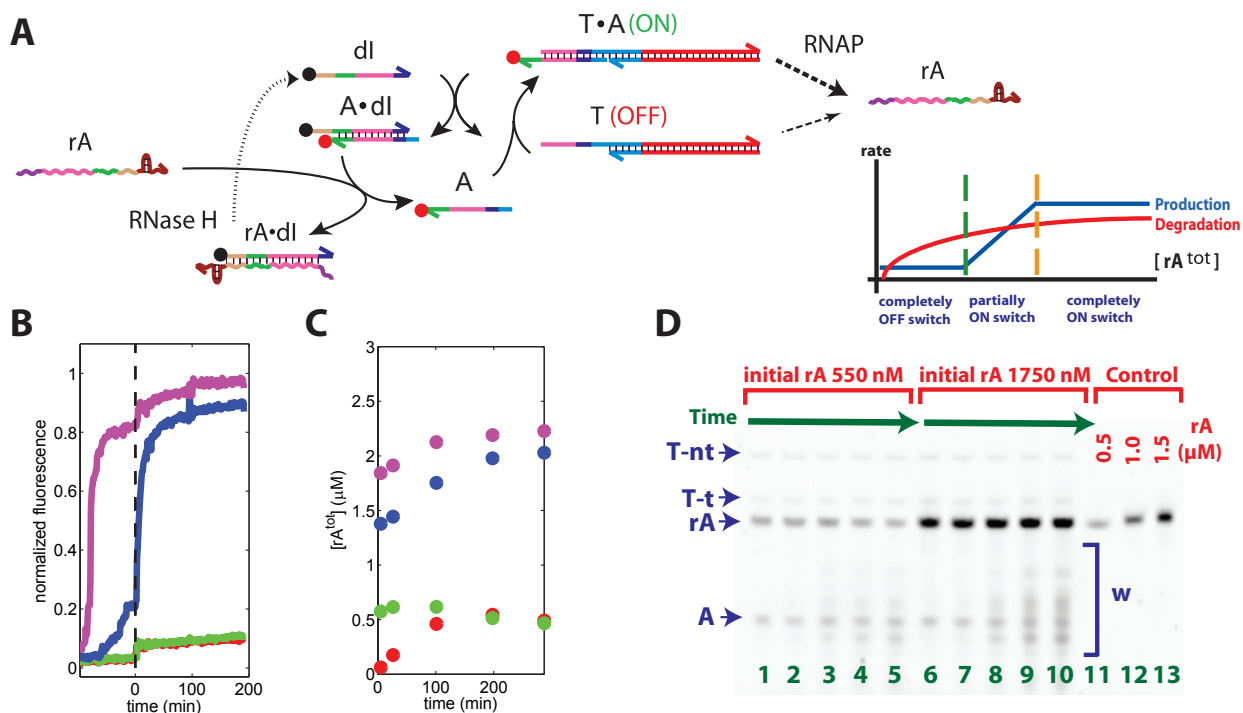 A
dI
T•A (ON)
RNAP
rA
A•dI
T (OFF)
rA
A
RNase H
rA•dI
rate
Production
Degradation
[ rA tot ]
completely OFF switch
partially ON switch
completely ON switch
B
normalized fluorescence
1
0.8
0.6
0.4
0.2
0
0
100
200
time (min)
C
[rA tot] (μM)
3
2.5
2
1.5
1
0.5
0
0
100
200
time (min)
D
initial rA 550 nM
initial rA 1750 nM
Control
Time
rA
(μM)
0.5
1.0
1.5
T-nt
T-t
rA
A
w
1 2 3 4 5 6 7 8 9 10 11 12 13